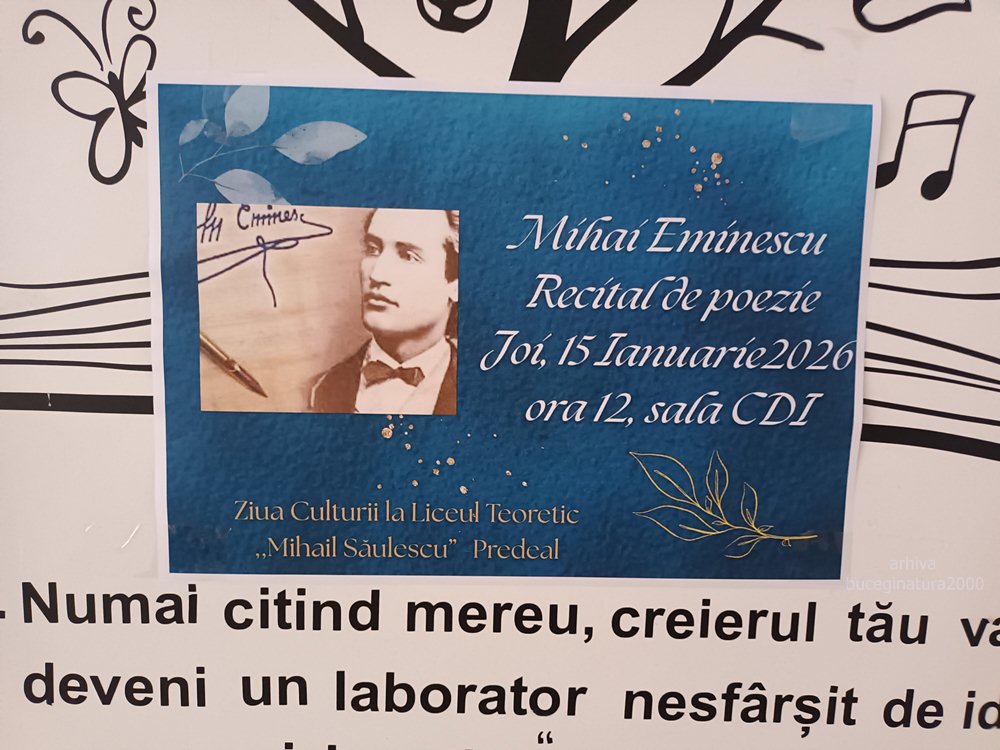 M Eminesc
Mihai Eminescu
Recital de poezie
Joi, 15 Ianuarie2026
ora 12, sala CDI
Ziua Culturii la Liceul Teoretic
,,Mihail Săulescu” Predeal
arhiva
buceginatura2000
. Numai citind mereu, creierul tău va
deveni un laborator nesfârșit de id
“